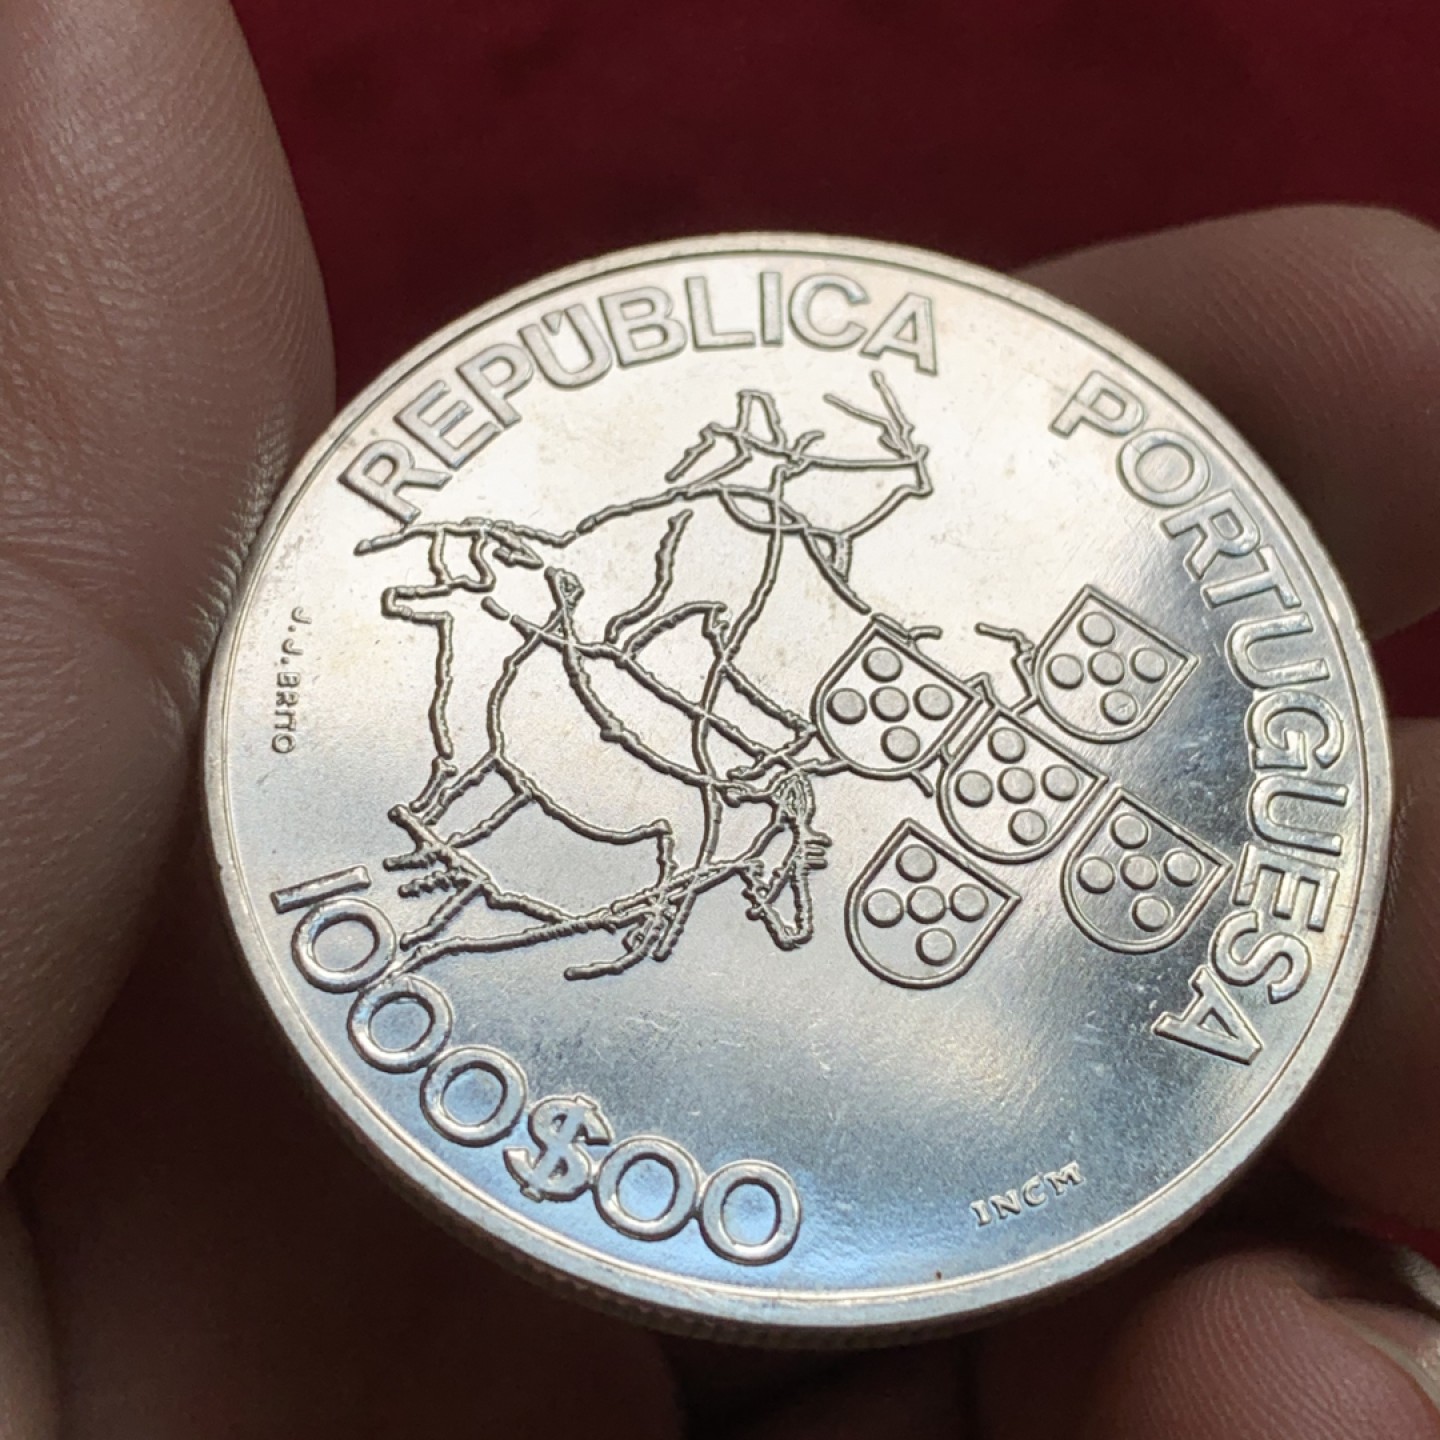 REPÚBLICA PORTUGUESA
J.J.BRITO
1000$00
INCM